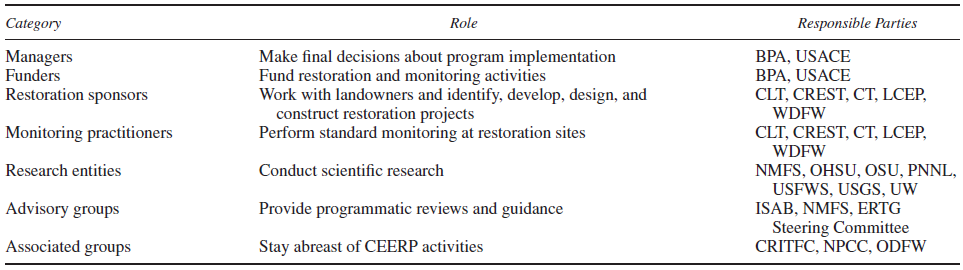 Category Role Responsible Parties
Managers Make final decisions about program implementation BPA, USACE
Funders Fund restoration and monitoring activities BPA, USACE
Restoration sponsors Work with landowners and identify, develop, design, and CLT, CREST, CT, LCEP,
construct restoration projects WDFW
Monitoring practitioners Perform standard monitoring at restoration sites CLT, CREST, CT, LCEP,
WDFW
Research entities Conduct scientific research NMFS, OHSU, OSU, PNNL,
USFWS, USGS, UW
Advisory groups Provide programmatic reviews and guidance ISAB, NMFS, ERTG
Steering Committee
Associated groups Stay abreast of CEERP activities CRITFC, NPCC, ODFW